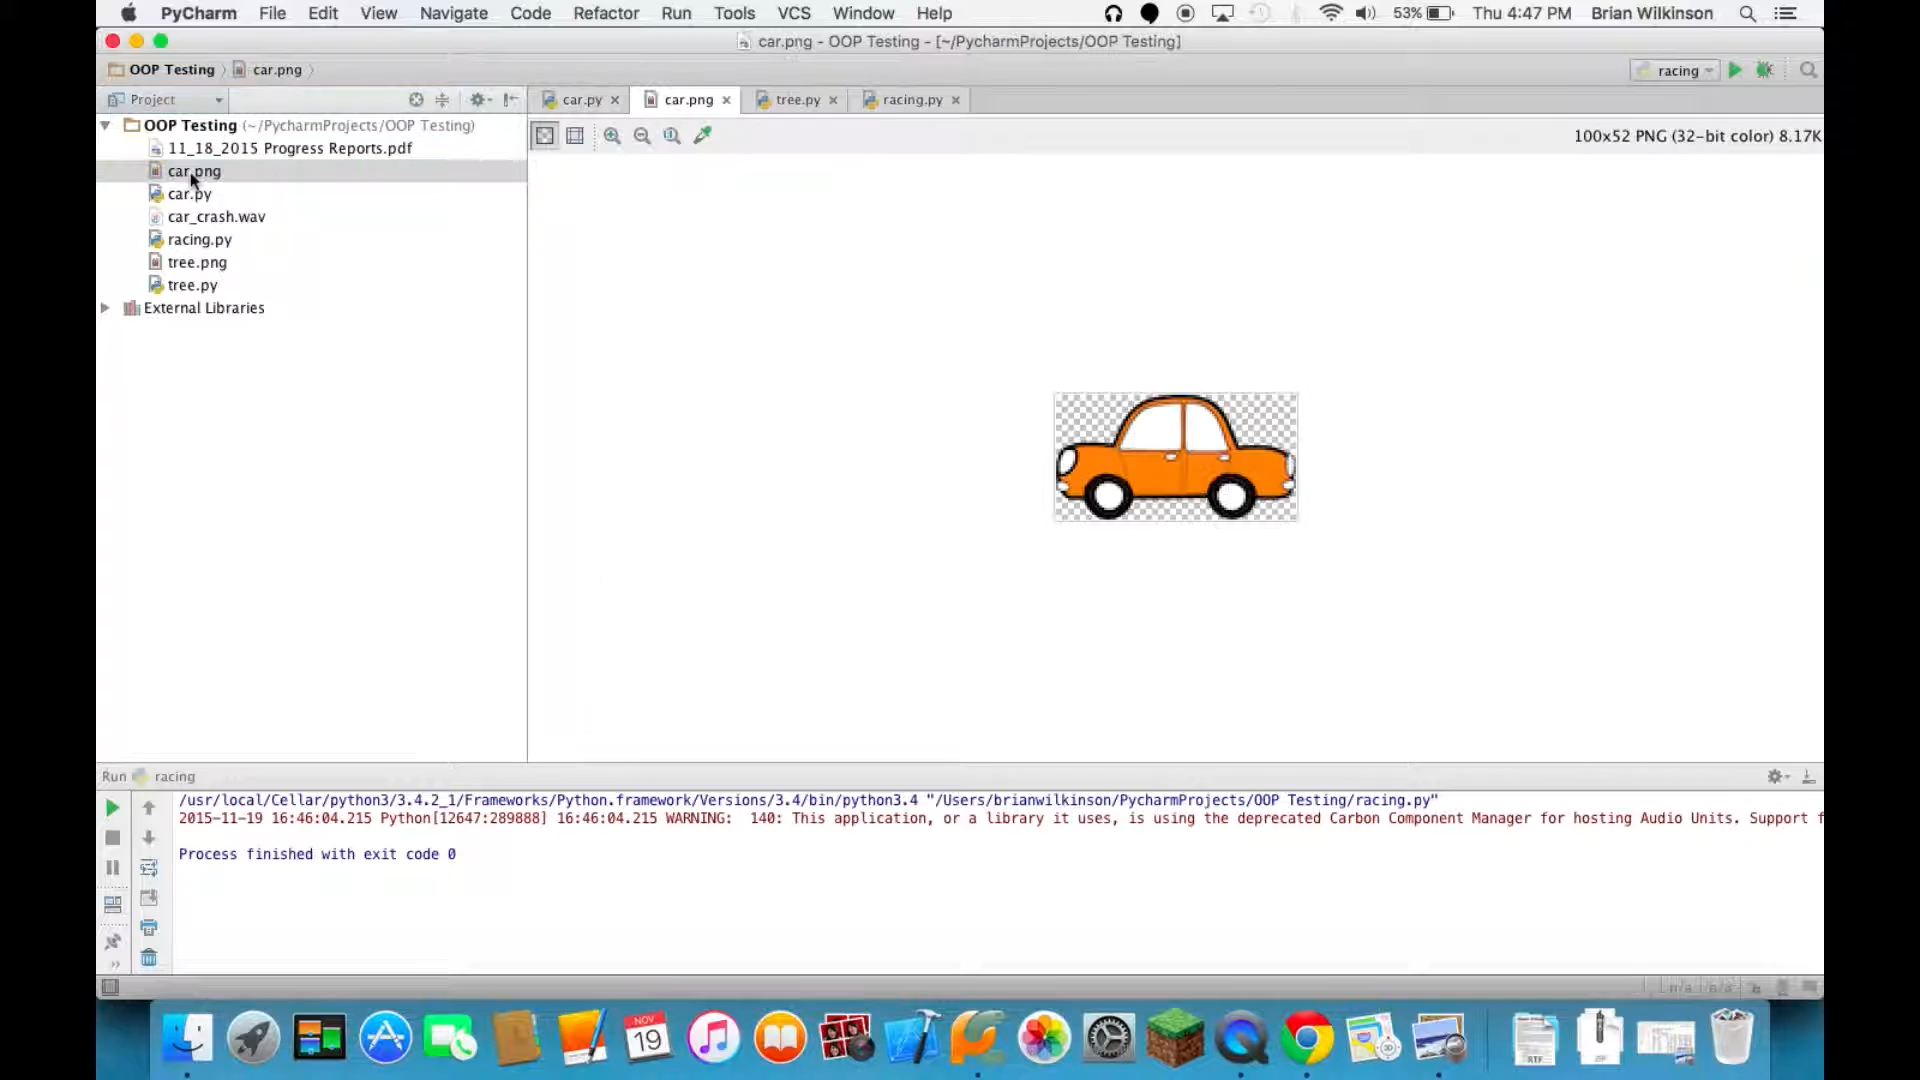 PyCharm File Edit View Navigate Code Refactor Run Tools VCS Window Help 53% Thu 4:47 PM Brian Wilkinson
car.png - OOP Testing - [~/PycharmProjects/OOP Testing]
OOP Testing car.png racing
Project car.py car.png tree.py racing.py
OOP Testing (~/PycharmProjects/OOP Testing)
100x52 PNG (32-bit color) 8.17K
11_18_2015 Progress Reports.pdf
car.png
car.py
car_crash.wav
racing.py
tree.png
tree.py
External Libraries
Run racing
/usr/local/Cellar/python3/3.4.2_1/Frameworks/Python.framework/Versions/3.4/bin/python3.4 "/Users/brianwilkinson/PycharmProjects/OOP Testing/racing.py"
2015-11-19 16:46:04.215 Python[12647:289888] 16:46:04.215 WARNING:  140: This application, or a library it uses, is using the deprecated Carbon Component Manager for hosting Audio Units. Support f
Process finished with exit code 0
n/a n/a
NOV
19
3D
RTF
ZIP